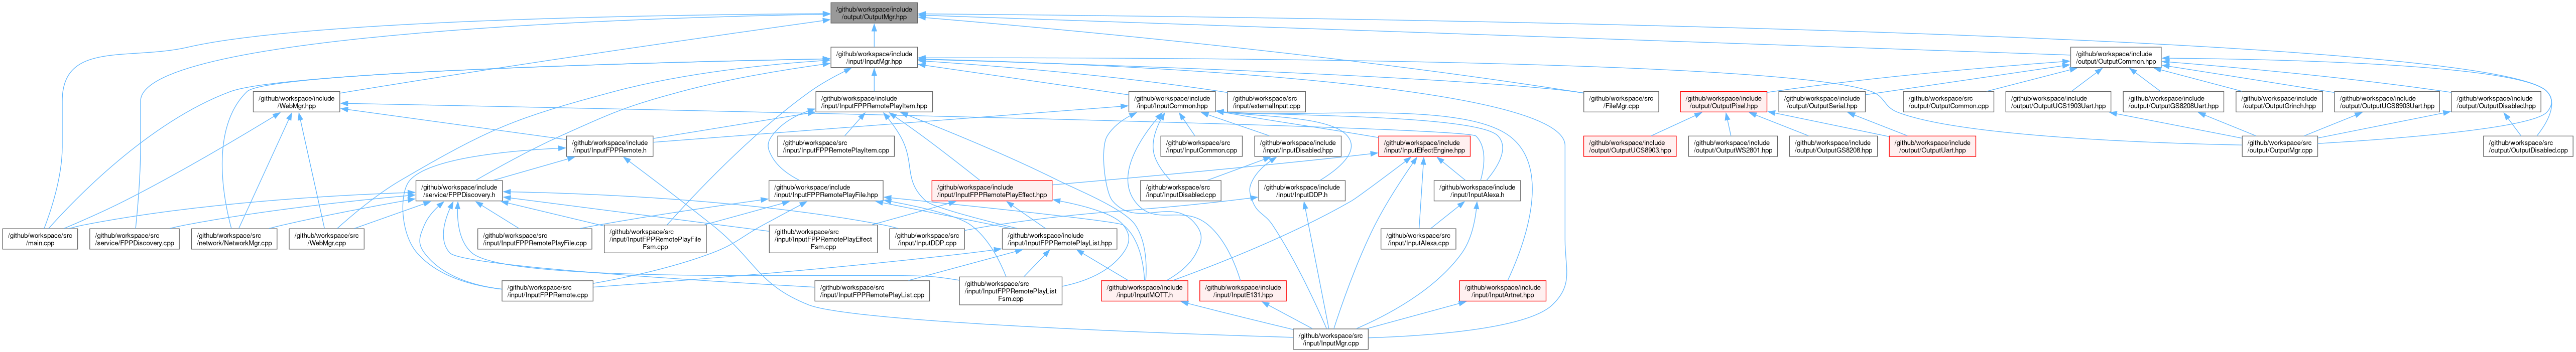 /github/workspace/include
output/OutputMgr.hpp
/github/workspace/include
/input/InputMgr.hpp
/github/workspace/include
output/OutputCommon.hpp
/github/workspace/include
/WebMgr.hpp
/github/workspace/include
/input/InputFPPRemotePlayItem.hpp
/github/workspace/include
/input/InputCommon.hpp
/github/workspace/src
/input/externalInput.cpp
/github/workspace/src
/FileMgr.cpp
/github/workspace/include
/output/OutputPixel.hpp
/github/workspace/include
/output/OutputSerial.hpp
/github/workspace/src
/output/OutputCommon.cpp
/github/workspace/include
/output/OutputUCS1903Uart.hpp
/github/workspace/include
/output/OutputGS8208Uart.hpp
/github/workspace/include
/output/OutputGrinch.hpp
/github/workspace/include
/output/OutputUCS8903Uart.hpp
/github/workspace/include
/output/OutputDisabled.hpp
/github/workspace/include
/input/InputFPPRemote.h
/github/workspace/src
/input/InputFPPRemotePlayItem.cpp
/github/workspace/src
/input/InputCommon.cpp
/github/workspace/include
/input/InputDisabled.hpp
/github/workspace/include
/input/InputEffectEngine.hpp
/github/workspace/include
output/OutputUCS8903.hpp
/github/workspace/include
/output/OutputWS2801.hpp
/github/workspace/include
/output/OutputGS8208.hpp
/github/workspace/include
output/OutputUart.hpp
/github/workspace/src
/output/OutputMgr.cpp
/github/workspace/src
/output/OutputDisabled.cpp
/github/workspace/include
/service/FPPDiscovery.h
/github/workspace/include
/input/InputFPPRemotePlayFile.hpp
/github/workspace/include
/input/InputFPPRemotePlayEffect.hpp
/github/workspace/src
/input/InputDisabled.cpp
/github/workspace/include
/input/InputDDP.h
/github/workspace/include
/input/InputAlexa.h
/github/workspace/src
/main.cpp
/github/workspace/src
/service/FPPDiscovery.cpp
/github/workspace/src
/network/NetworkMgr.cpp
/github/workspace/src
/WebMgr.cpp
/github/workspace/src
/input/InputFPPRemotePlayFile.cpp
/github/workspace/src
/input/InputFPPRemotePlayFile
Fsm.cpp
/github/workspace/src
/input/InputFPPRemotePlayEffect
Fsm.cpp
/github/workspace/src
/input/InputDDP.cpp
/github/workspace/include
/input/InputFPPRemotePlayList.hpp
/github/workspace/src
/input/InputAlexa.cpp
/github/workspace/src
/input/InputFPPRemote.cpp
/github/workspace/src
/input/InputFPPRemotePlayList.cpp
/github/workspace/src
/input/InputFPPRemotePlayList
Fsm.cpp
/github/workspace/include
/input/InputMQTT.h
/github/workspace/include
/input/InputE131.hpp
/github/workspace/include
/input/InputArtnet.hpp
/github/workspace/src
/input/InputMgr.cpp